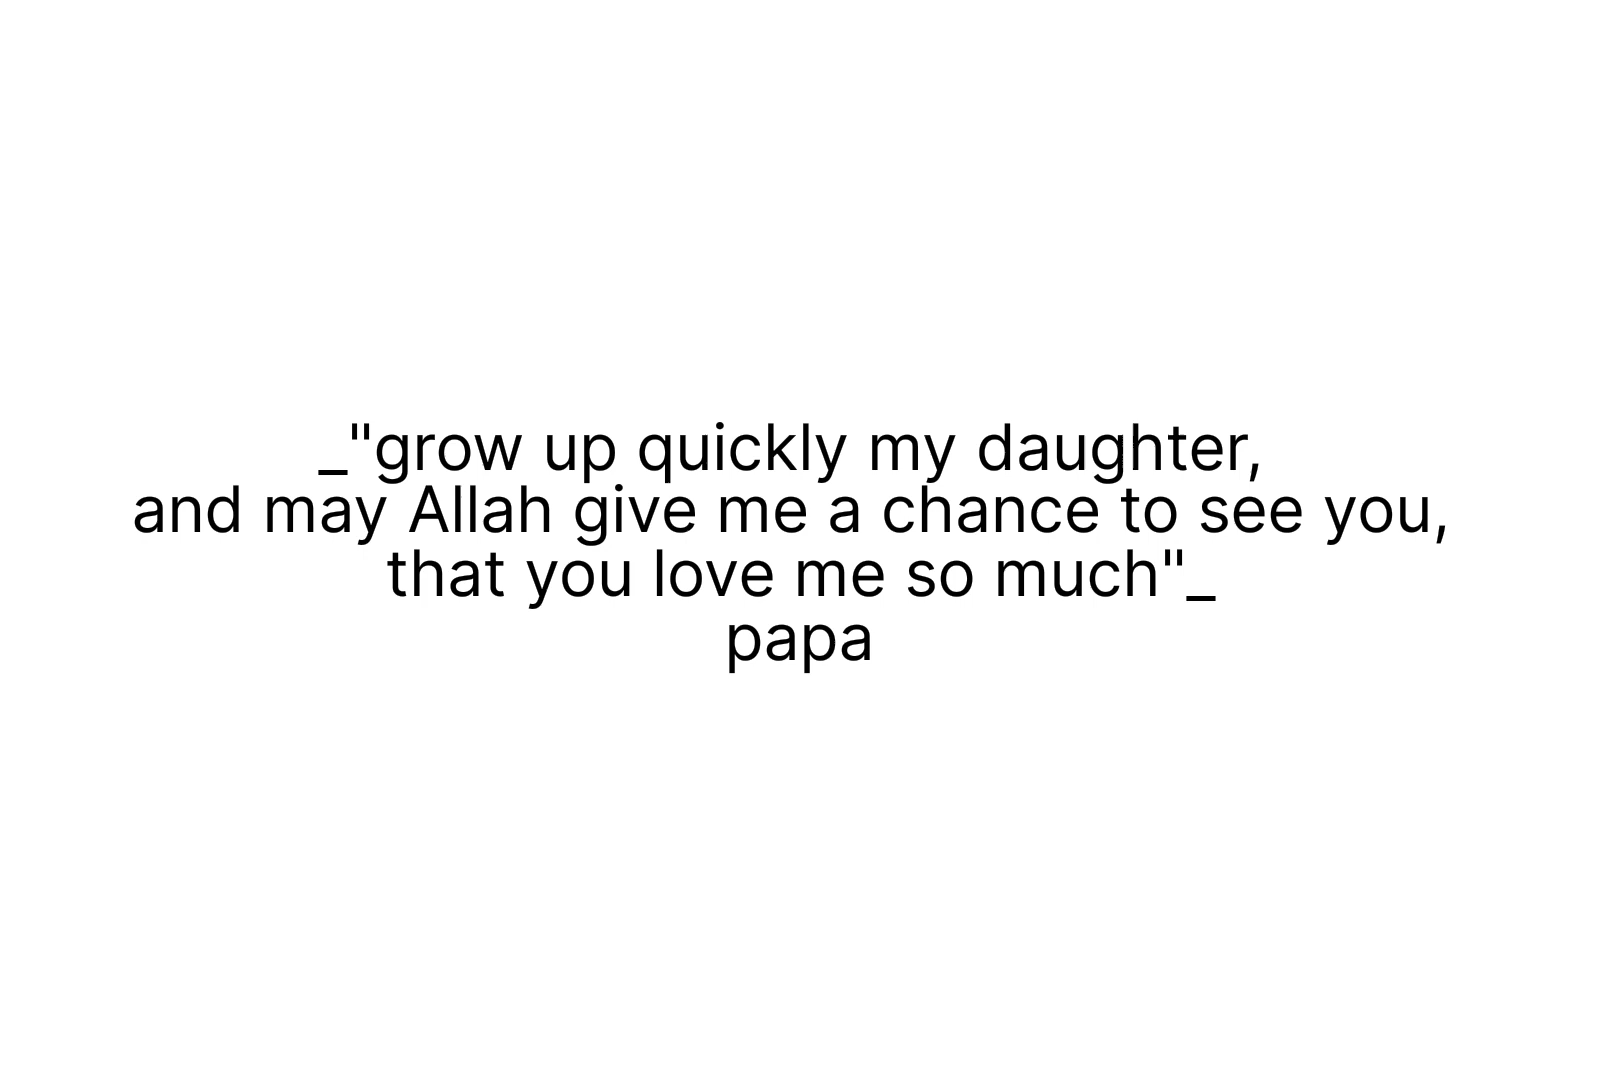 _"grow up quickly my daughter,
and may Allah give me a chance to see you,
that you love me so much"_
papa